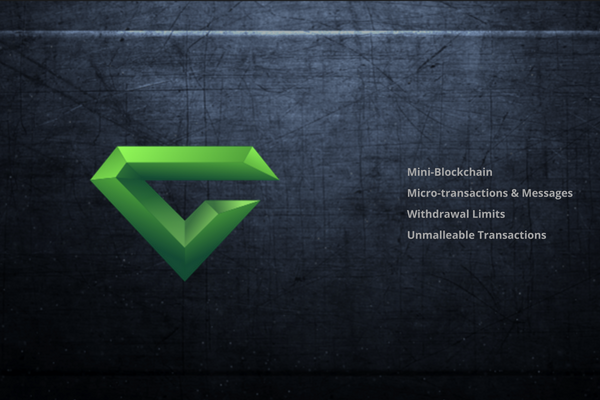 Mini-Blockchain
Micro-transactions & Messages
Withdrawal Limits
Unmalleable Transactions